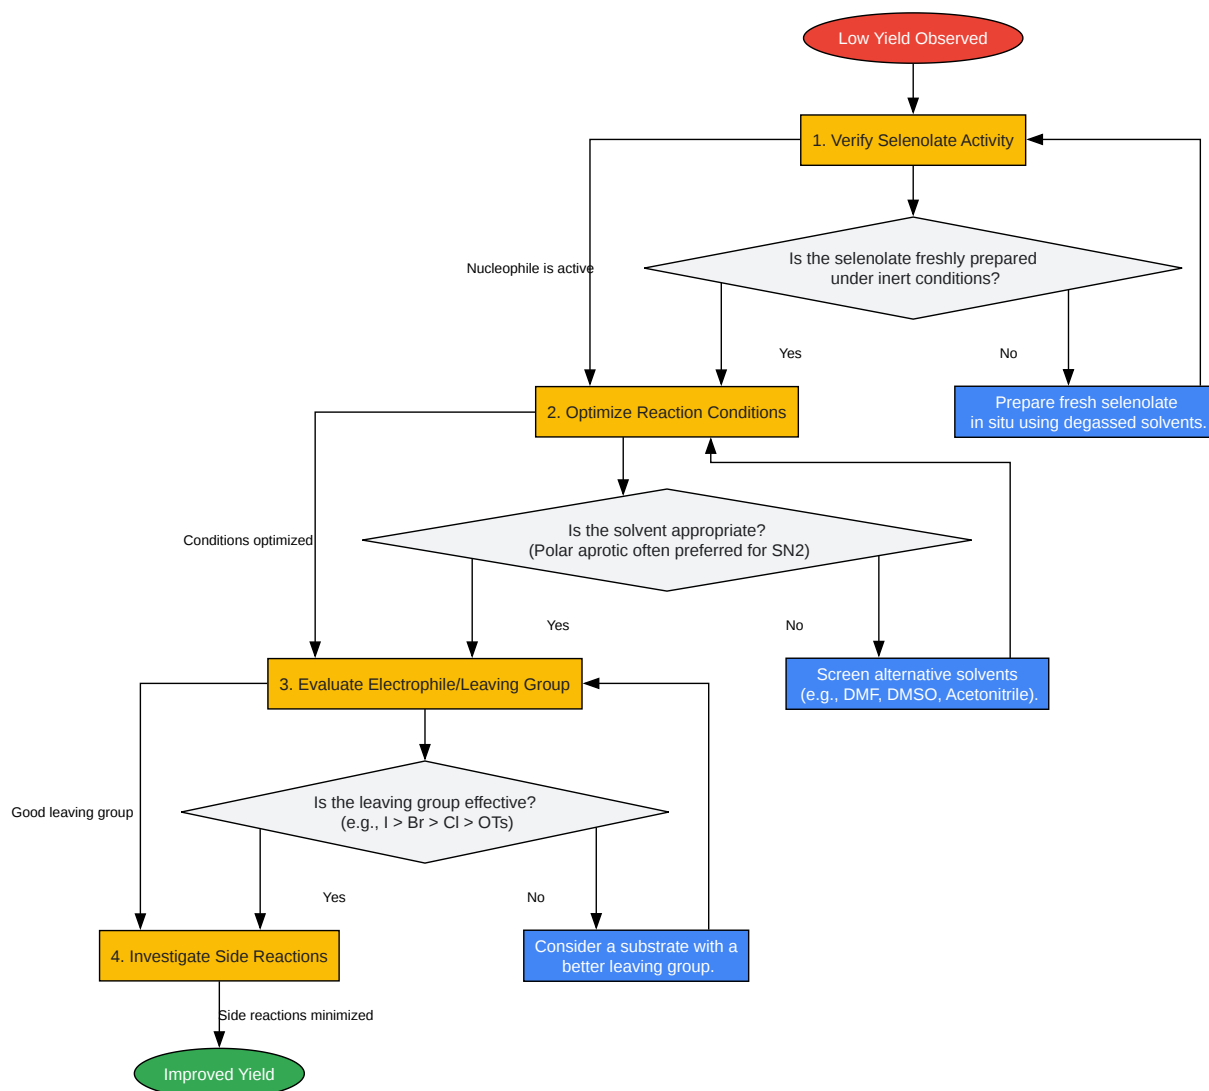 Low Yield Observed
1. Verify Selenolate Activity
Nucleophile is active
Is the selenolate freshly prepared
under inert conditions?
Yes
No
2. Optimize Reaction Conditions
Prepare fresh selenolate
in situ using degassed solvents.
Conditions optimized
Is the solvent appropriate?
(Polar aprotic often preferred for SN2)
Yes
No
3. Evaluate Electrophile/Leaving Group
Screen alternative solvents
(e.g., DMF, DMSO, Acetonitrile).
Good leaving group
Is the leaving group effective?
(e.g., I > Br > Cl > OTs)
Yes
No
4. Investigate Side Reactions
Consider a substrate with a
better leaving group.
Side reactions minimized
Improved Yield